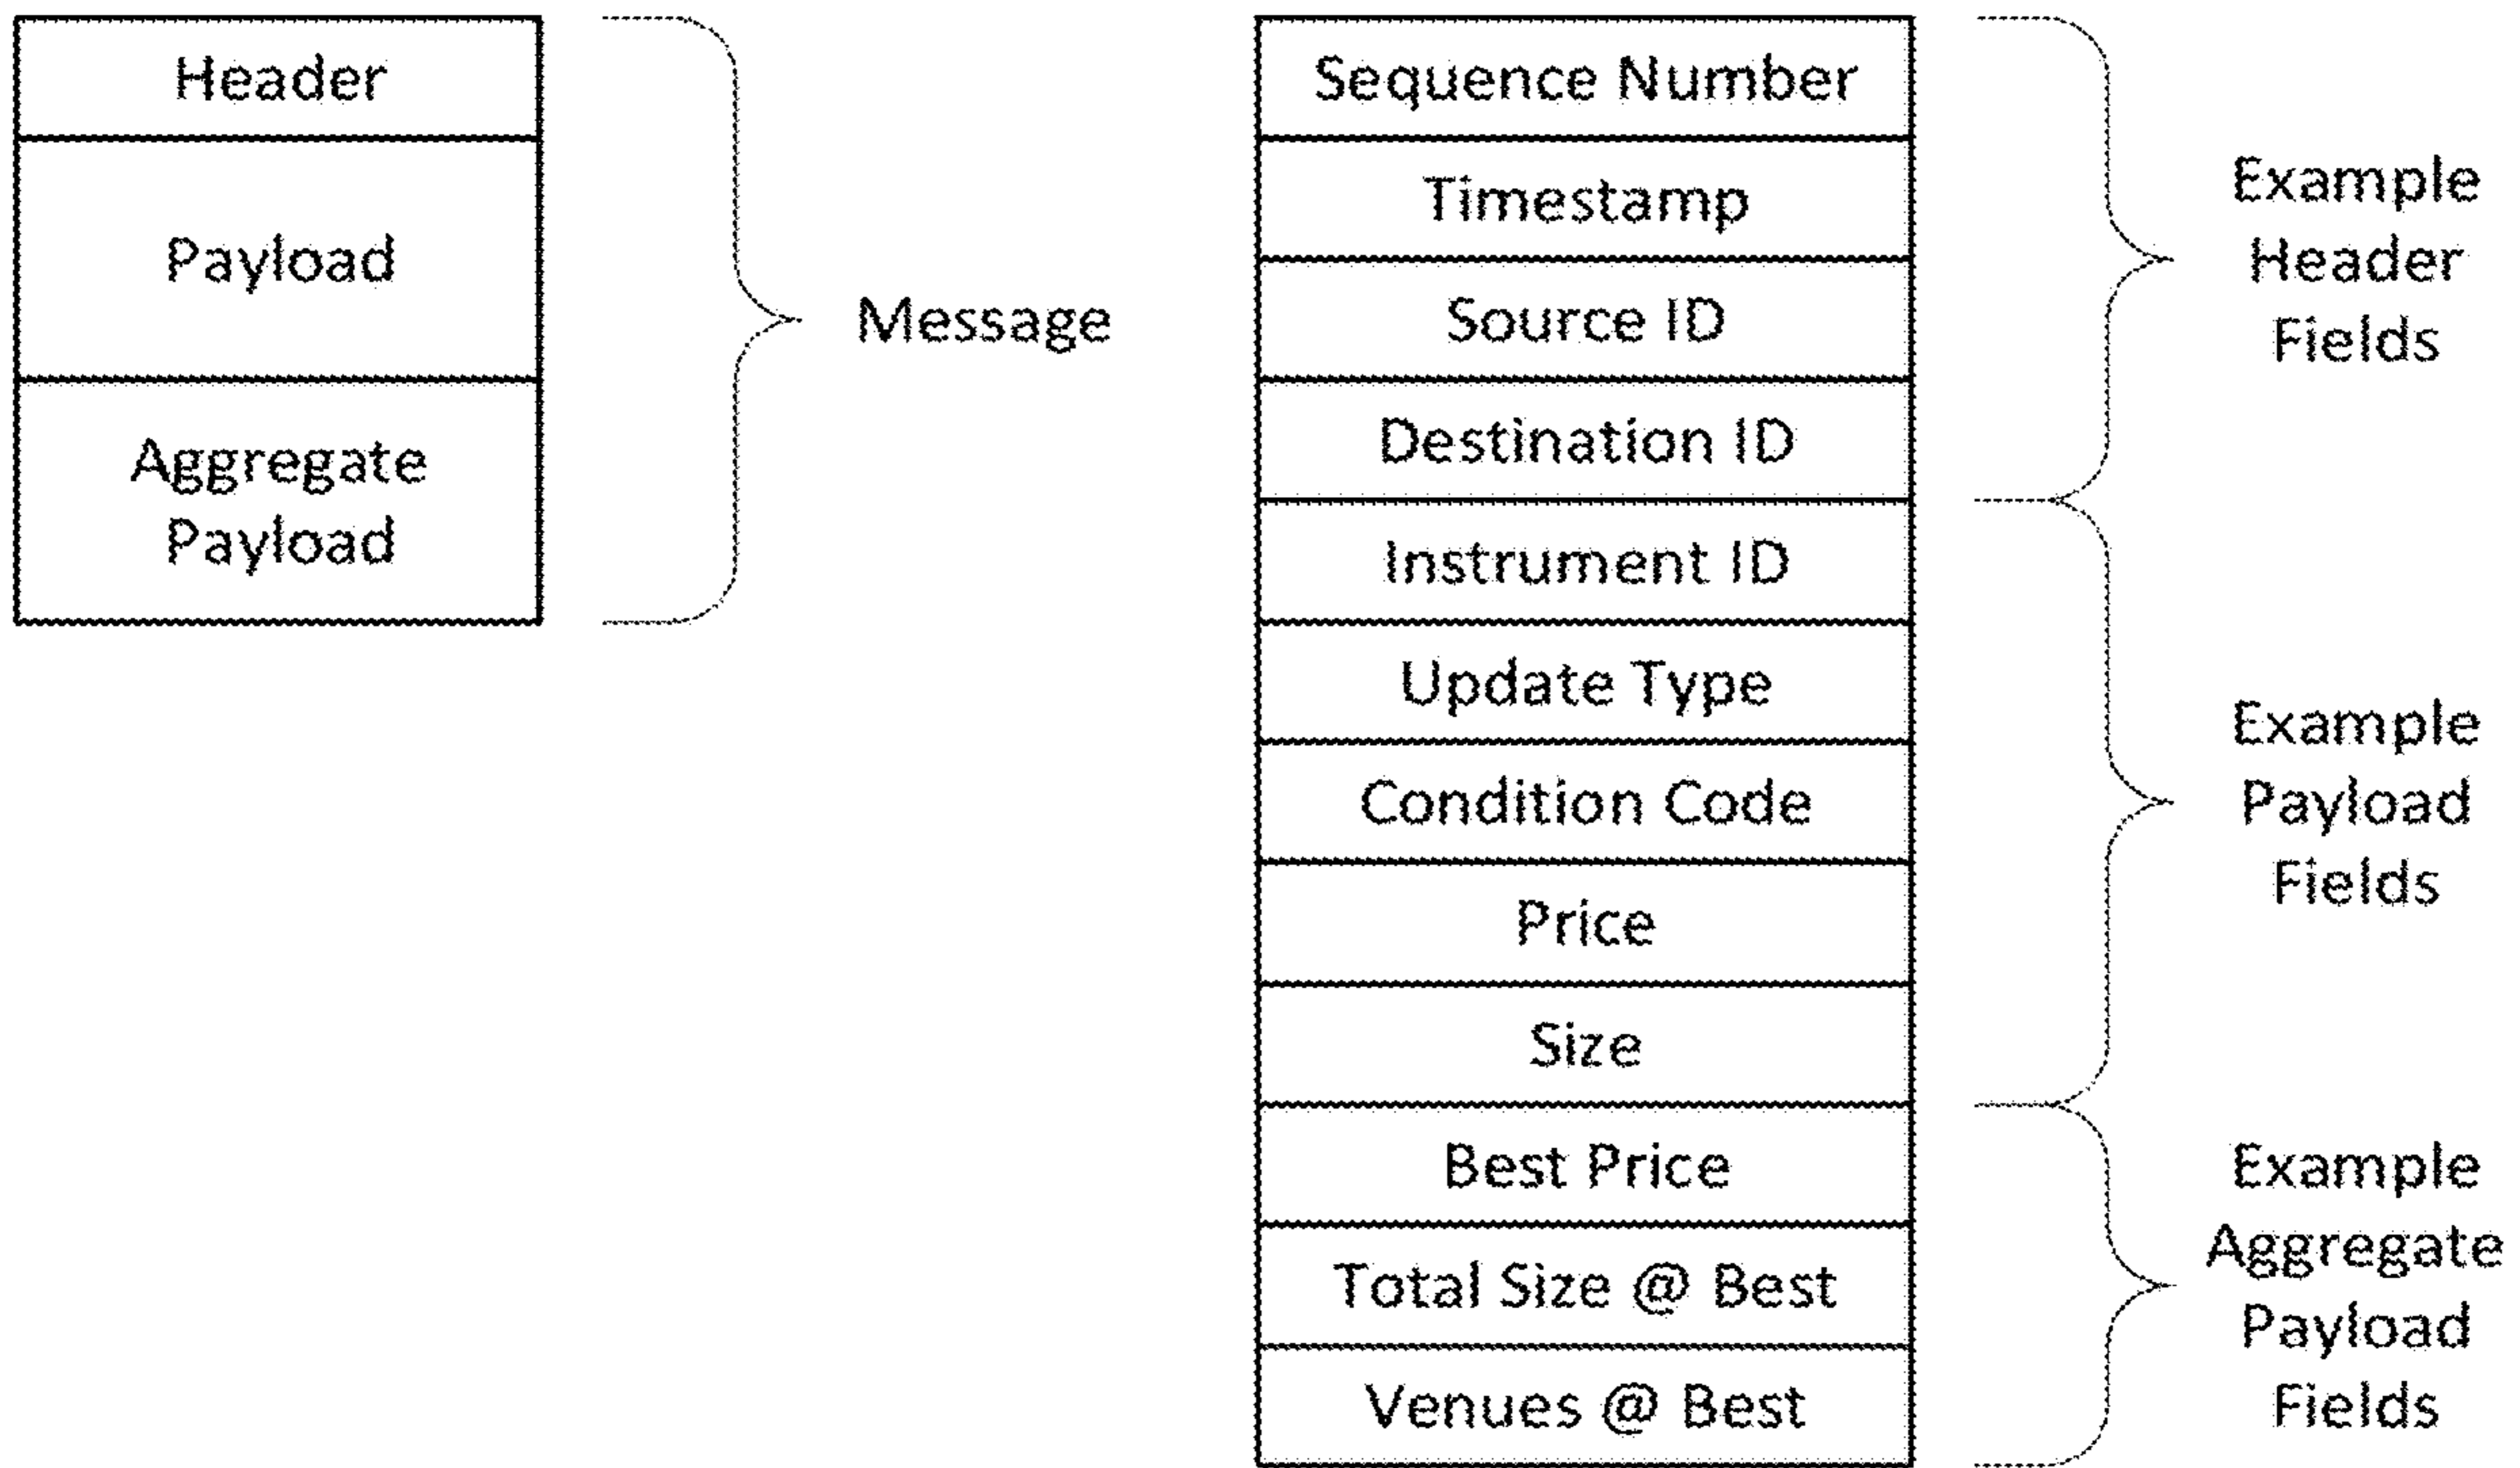 Header
Payload
Aggregate
Payload
Message
Sequence Number
Timestamp
Source ID
Destination ID
Instrument ID
Update Type
Condition Code
Price
Size
Best Price
Total Size @ Best
Venues @ Best
Example
Header
Fields
Example
Payload
Fields
Example
Aggregate
Payload
Fields